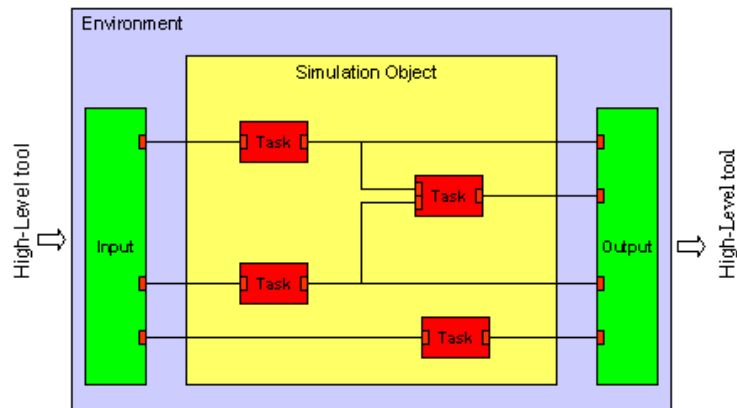 Environment
Simulation Object
High-Level tool
Input
Task
Task
Task
Task
Output
High-Level tool